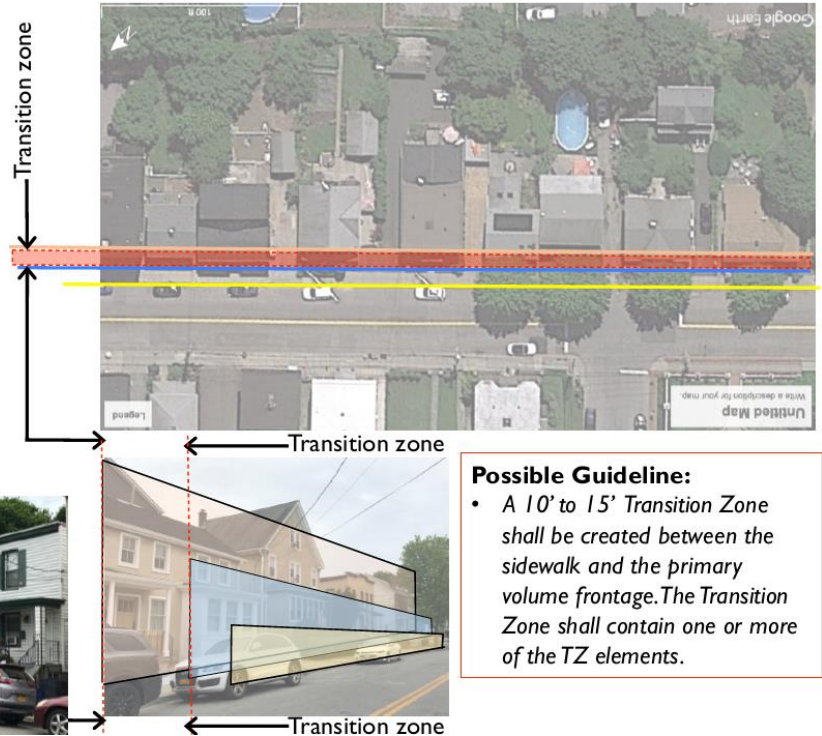 Transition zone
100 ft
Google Earth
Legend
Untitled Map
Write a description for your map.
Transition zone
Possible Guideline:
• A 10’ to 15’ Transition Zone
shall be created between the
sidewalk and the primary
volume frontage. The Transition
Zone shall contain one or more
of the TZ elements.
Transition zone